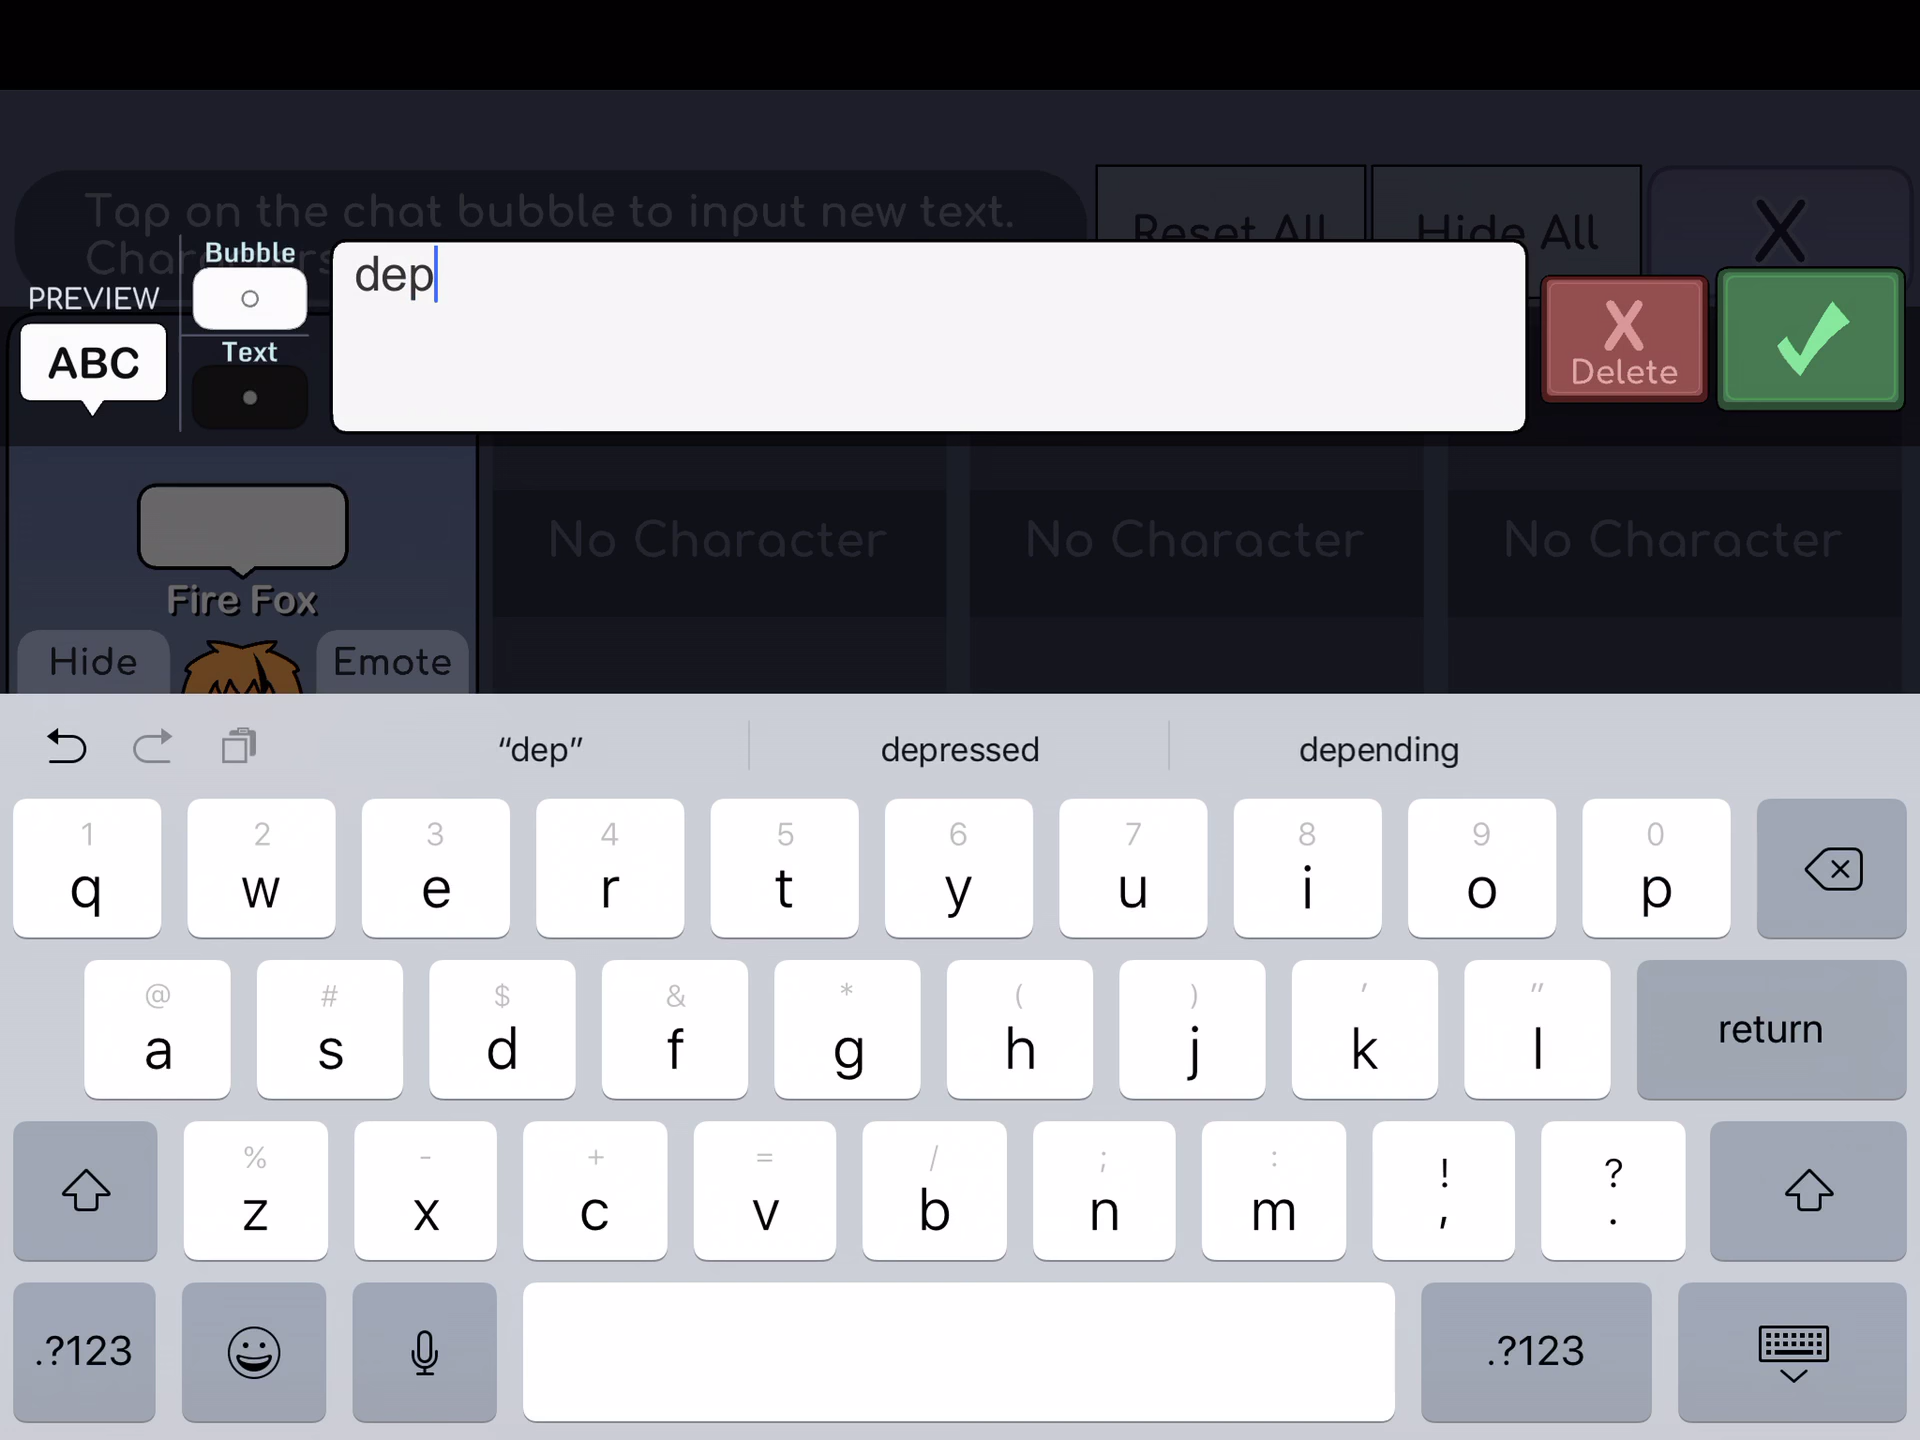 Tap on the chat bubble to input new text.
Characters
Reset All
Hide All
X
PREVIEW
ABC
Bubble
Text
dep
X
Delete
Fire Fox
Hide
Emote
No Character
No Character
No Character
“dep”
depressed
depending
1 2 3 4 5 6 7 8 9 0
q w e r t y u i o p
@ # $ & * ( ) ' "
a s d f g h j k l
return
% - + = / ; : ! ?
z x c v b n m , .
.?123
.?123